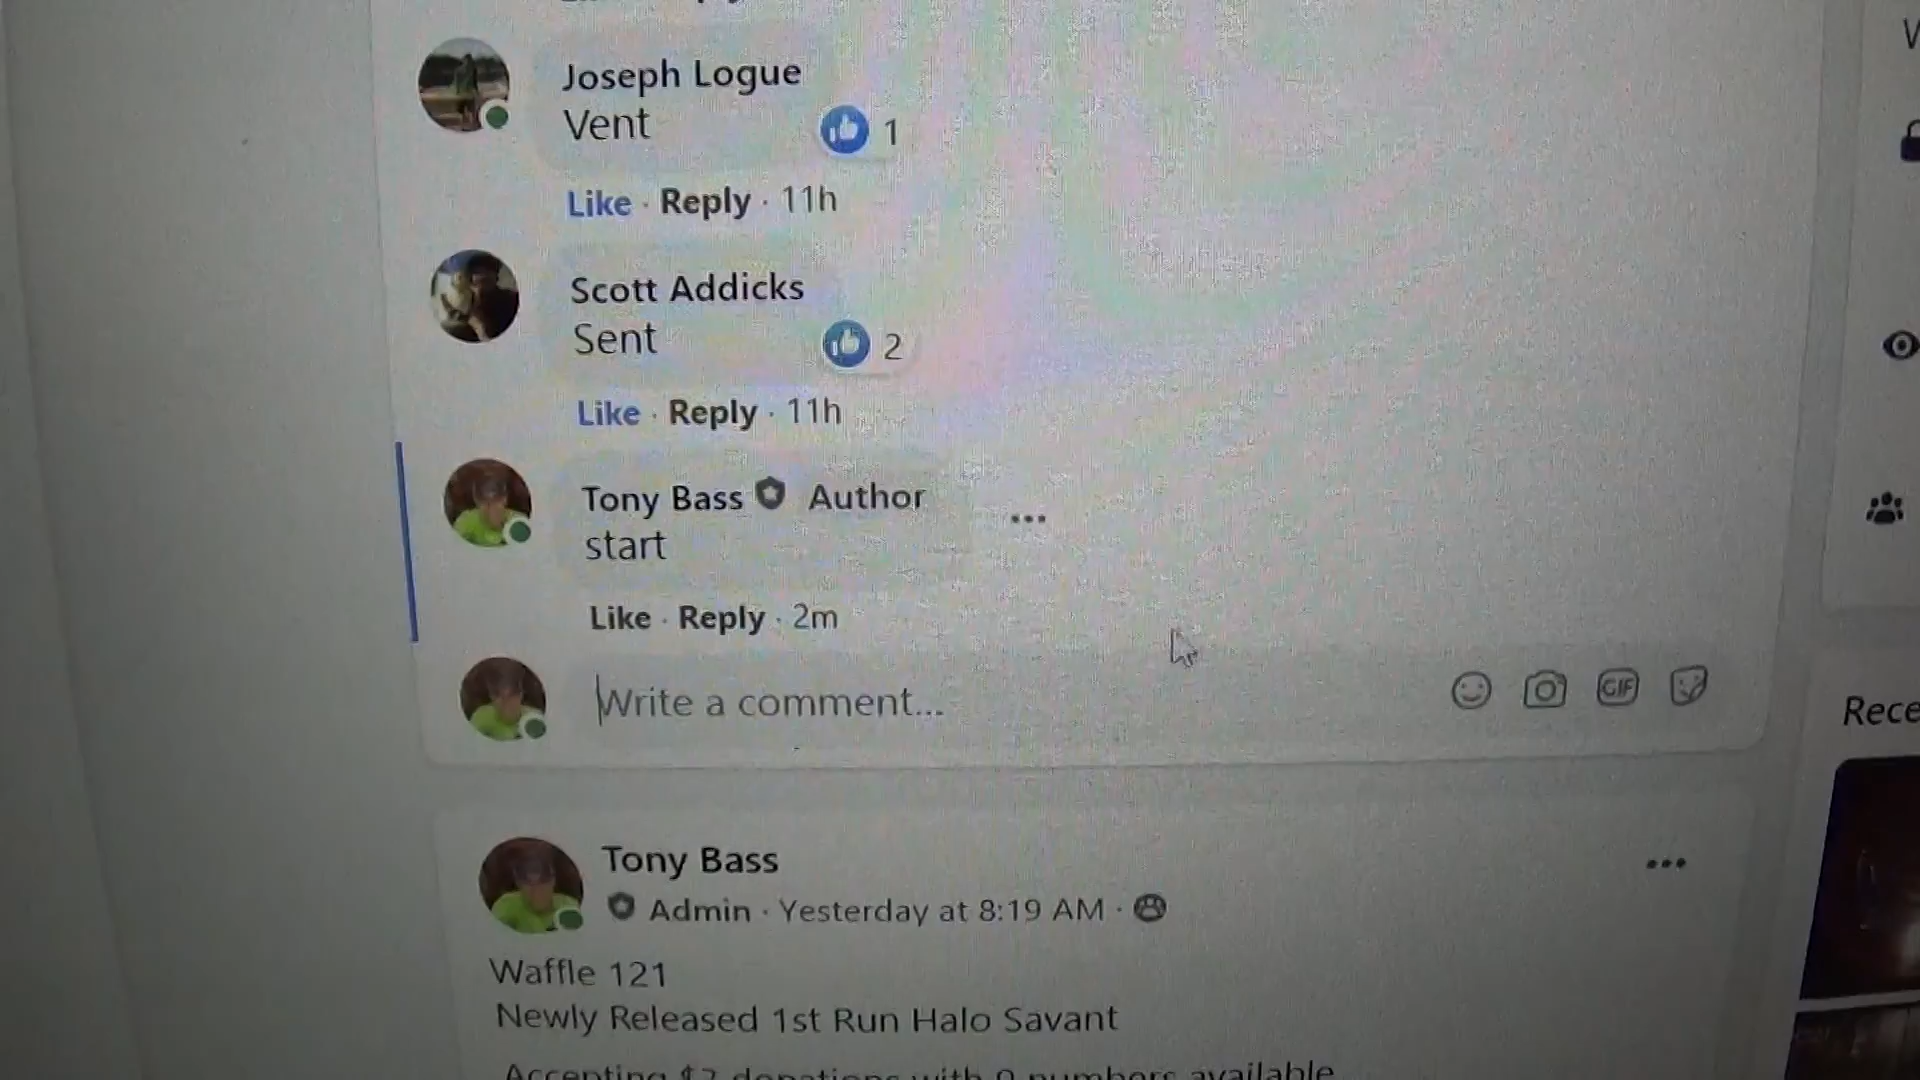 Joseph Logue
Vent
1
Like · Reply · 11h
Scott Addicks
Sent
2
Like · Reply · 11h
Tony Bass Author
start
Like · Reply · 2m
Write a comment...
GIF
Tony Bass
Admin · Yesterday at 8:19 AM ·
Waffle 121
Newly Released 1st Run Halo Savant
Accepting $7 donations with 0 numbers available
Rece